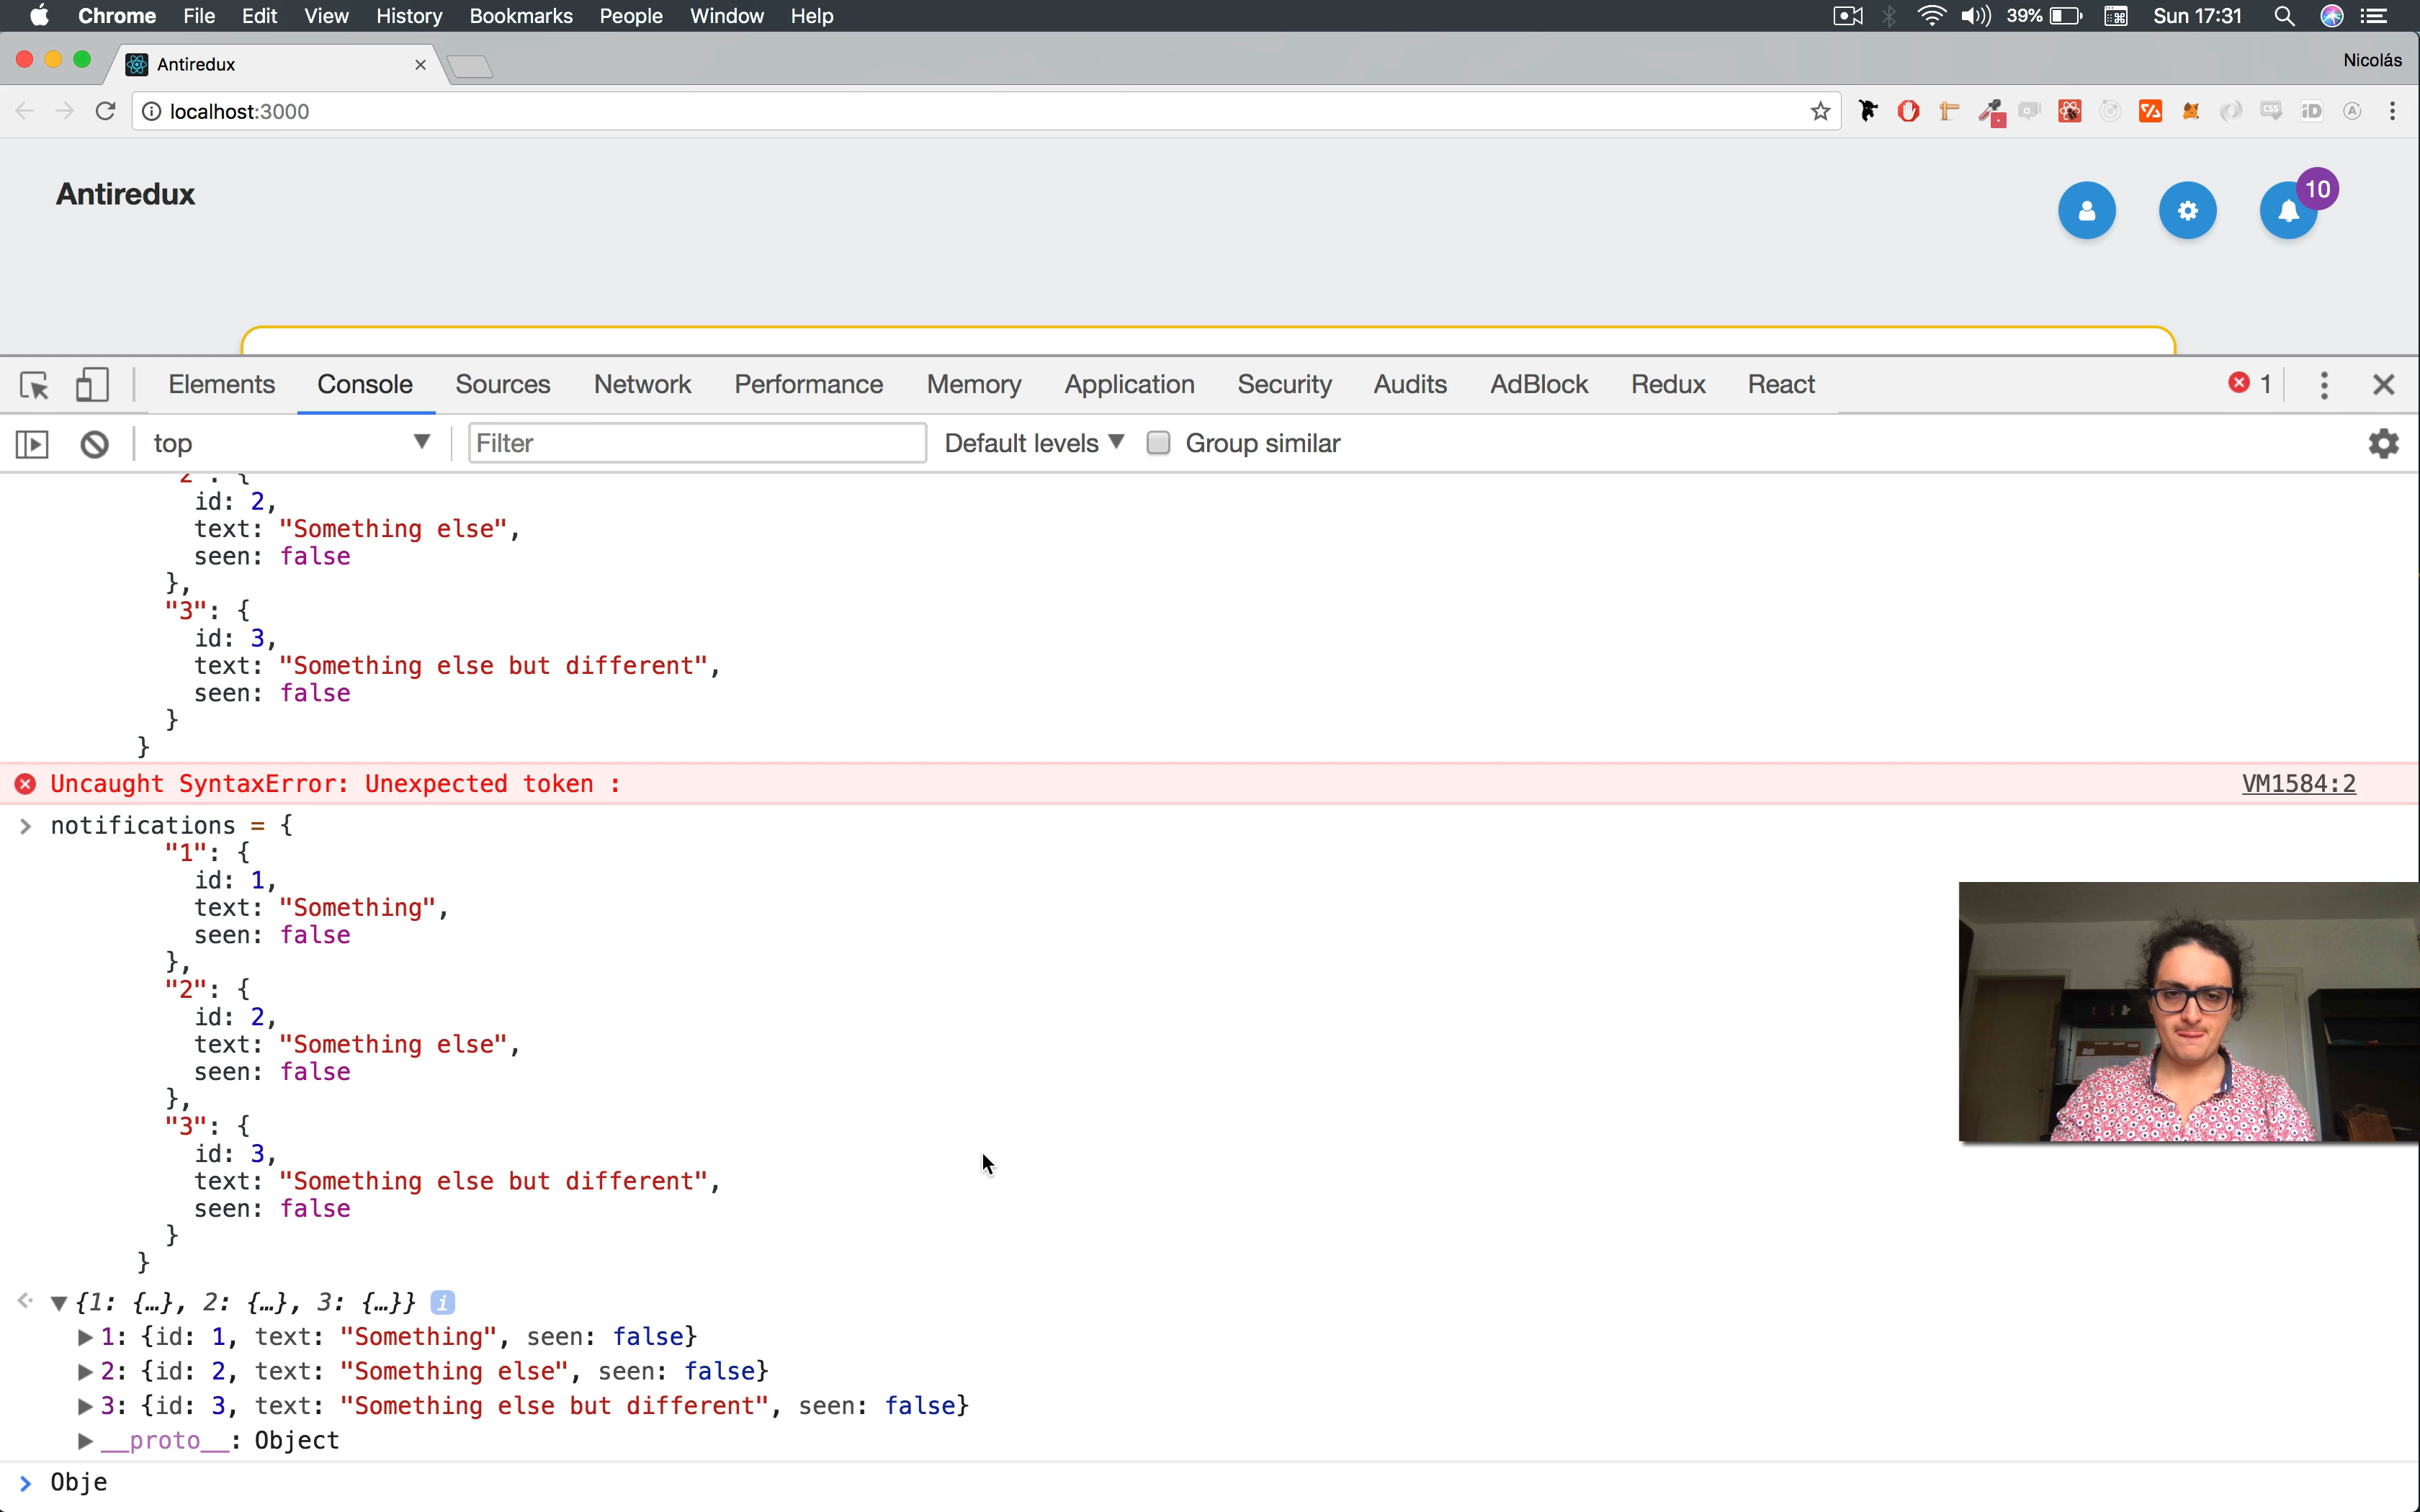 Chrome File Edit View History Bookmarks People Window Help 39% Sun 17:31
Antiredux Nicolás
localhost:3000
Antiredux
10
Elements Console Sources Network Performance Memory Application Security Audits AdBlock Redux React 1
top Filter Default levels Group similar
"2": {
id: 2,
text: "Something else",
seen: false
},
"3": {
id: 3,
text: "Something else but different",
seen: false
}
}
Uncaught SyntaxError: Unexpected token : VM1584:2
> notifications = {
"1": {
id: 1,
text: "Something",
seen: false
},
"2": {
id: 2,
text: "Something else",
seen: false
},
"3": {
id: 3,
text: "Something else but different",
seen: false
}
}
{1: {…}, 2: {…}, 3: {…}} i
1: {id: 1, text: "Something", seen: false}
2: {id: 2, text: "Something else", seen: false}
3: {id: 3, text: "Something else but different", seen: false}
__proto__: Object
> Obje